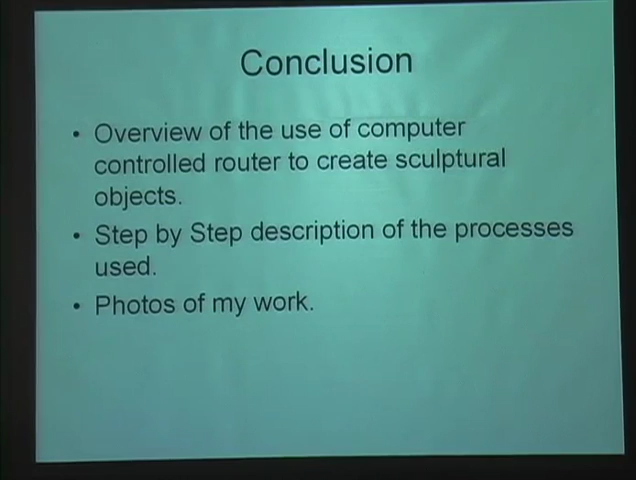 Conclusion
• Overview of the use of computer
controlled router to create sculptural
objects.
• Step by Step description of the processes
used.
• Photos of my work.